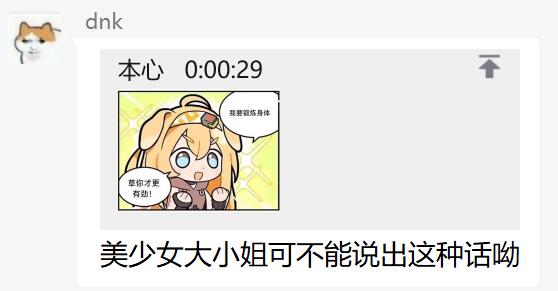 dnk
本心 0:00:29
我要锻炼身体
草你才更
有劲！
美少女大小姐可不能说出这种话呦